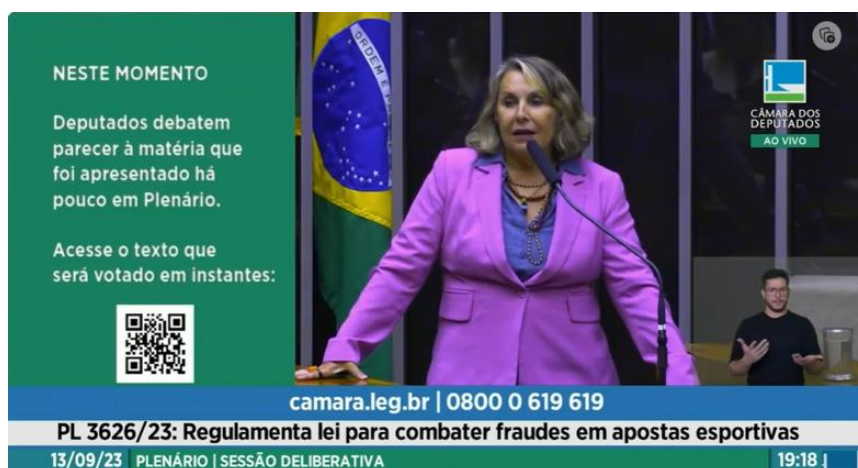 NESTE MOMENTO
Deputados debatem
parecer à matéria que
foi apresentado há
pouco em Plenário.
Acesse o texto que
será votado em instantes:
ORDEM E
CÂMARA DOS
DEPUTADOS
AO VIVO
camara.leg.br | 0800 0 619 619
PL 3626/23: Regulamenta lei para combater fraudes em apostas esportivas
13/09/23 PLENÁRIO | SESSÃO DELIBERATIVA
19:18